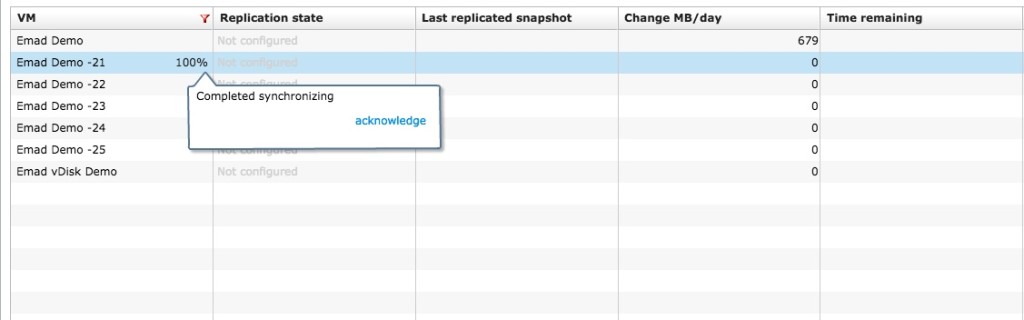 VM Replication state Last replicated snapshot Change MB/day Time remaining
Emad Demo Not configured 679
Emad Demo -21 100% Not configured 0
Emad Demo -22 0
Completed synchronizing
Emad Demo -23 0
acknowledge
Emad Demo -24 0
Emad Demo -25 Not configured 0
Emad vDisk Demo Not configured 0